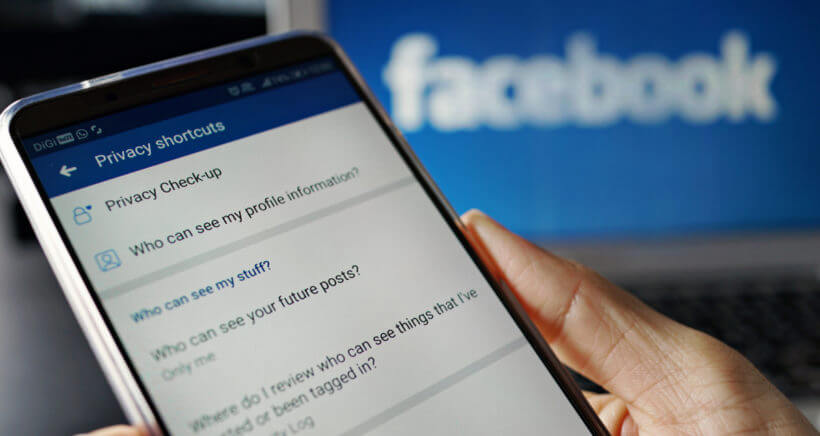 facebook
DiGi
Privacy shortcuts
Privacy Check-up
Who can see my profile information?
Who can see my stuff?
Who can see your future posts?
Only me
Where do I review who can see things that I've
or been tagged in?
Log